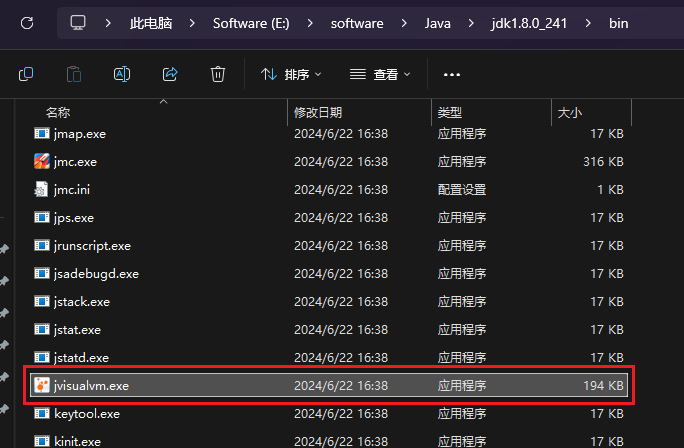 此电脑 > Software (E:) > software > Java > jdk1.8.0_241 > bin
排序 查看
名称 修改日期 类型 大小
jmap.exe 2024/6/22 16:38 应用程序 17 KB
jmc.exe 2024/6/22 16:38 应用程序 316 KB
jmc.ini 2024/6/22 16:38 配置设置 1 KB
jps.exe 2024/6/22 16:38 应用程序 17 KB
jrunscript.exe 2024/6/22 16:38 应用程序 17 KB
jsadebugd.exe 2024/6/22 16:38 应用程序 17 KB
jstack.exe 2024/6/22 16:38 应用程序 17 KB
jstat.exe 2024/6/22 16:38 应用程序 17 KB
jstatd.exe 2024/6/22 16:38 应用程序 17 KB
jvisualvm.exe 2024/6/22 16:38 应用程序 194 KB
keytool.exe 2024/6/22 16:38 应用程序 17 KB
kinit.exe 2024/6/22 16:38 应用程序 17 KB